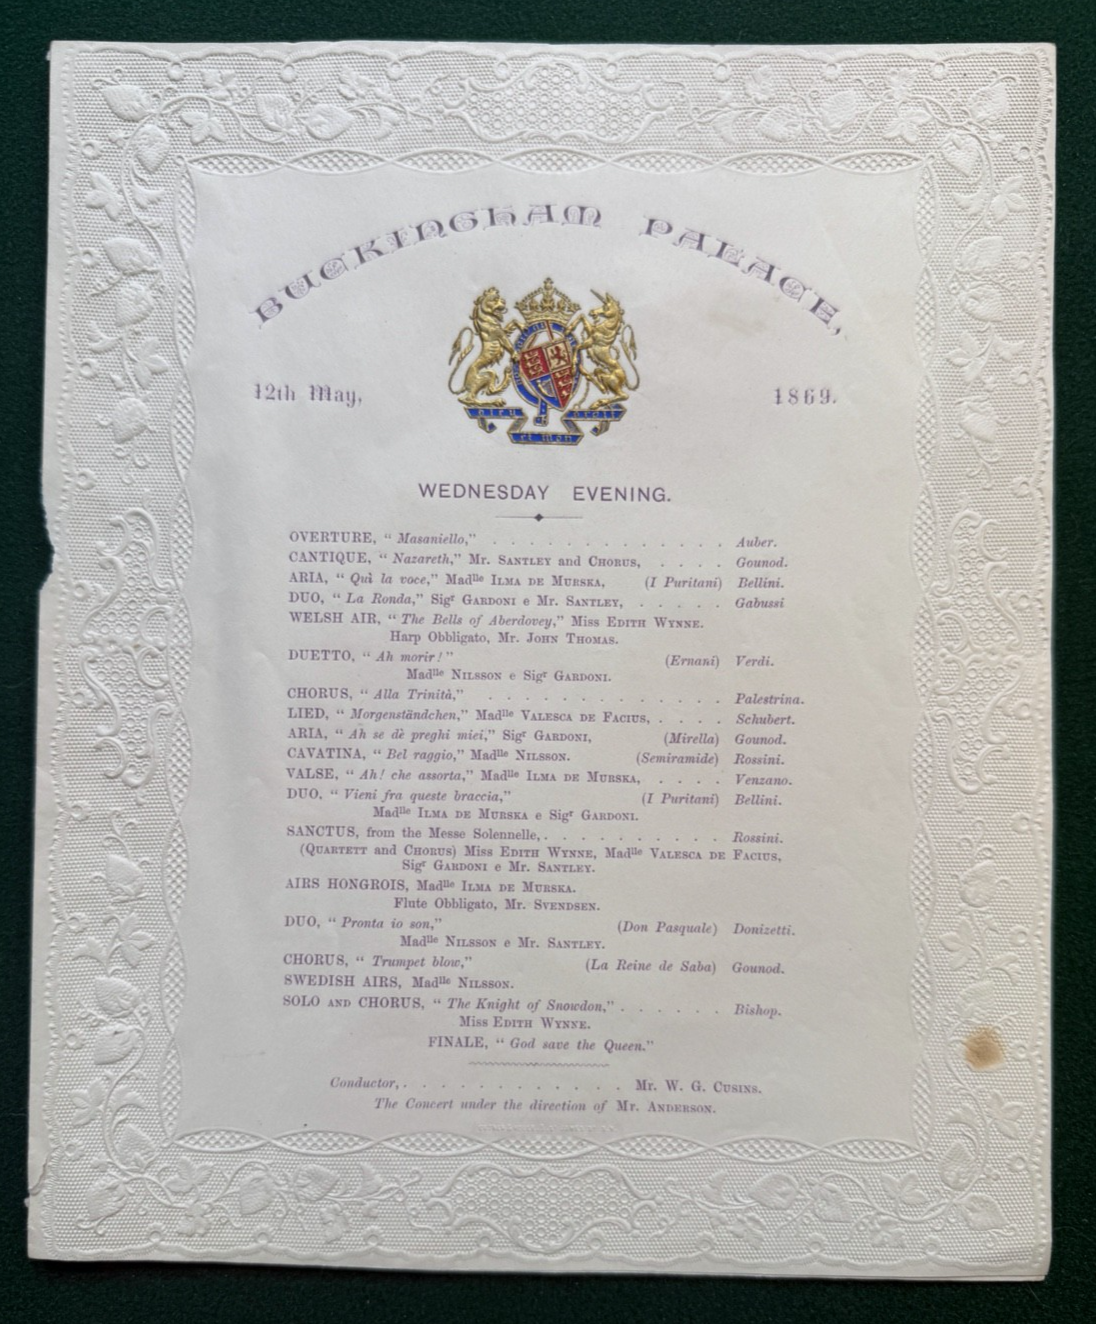 BUCKINGHAM PALACE,
12th May, 1869.
DIEU ET MON DROIT
WEDNESDAY EVENING.
OVERTURE, “ Masaniello,” . . . . . . . . . . . . . Auber.
CANTIQUE, “ Nazareth,” Mr. SANTLEY and CHORUS, . . . . Gounod.
ARIA, “ Quì la voce,” Madlle ILMA DE MURSKA, (I Puritani) Bellini.
DUO, “ La Ronda,” Sigr GARDONI e Mr. SANTLEY, . . . . . Gabussi
WELSH AIR, “ The Bells of Aberdovey,” Miss EDITH WYNNE.
Harp Obbligato, Mr. JOHN THOMAS.
DUETTO, “ Ah morir! ” (Ernani) Verdi.
Madlle NILSSON e Sigr GARDONI.
CHORUS, “ Alla Trinità,” . . . . . . . . . . . . . Palestrina.
LIED, “ Morgenständchen,” Madlle VALESCA DE FACIUS, . . . . Schubert.
ARIA, “ Ah se dè preghi miei,” Sigr GARDONI, (Mirella) Gounod.
CAVATINA, “ Bel raggio,” Madlle NILSSON. (Semiramide) Rossini.
VALSE, “ Ah! che assorta,” Madlle ILMA DE MURSKA, . . . . Venzano.
DUO, “ Vieni fra queste braccia,” (I Puritani) Bellini.
Madlle ILMA DE MURSKA e Sigr GARDONI.
SANCTUS, from the Messe Solennelle, . . . . . . . . . . Rossini.
(QUARTETT and CHORUS) Miss EDITH WYNNE, Madlle VALESCA DE FACIUS,
Sigr GARDONI e Mr. SANTLEY.
AIRS HONGROIS, Madlle ILMA DE MURSKA.
Flute Obbligato, Mr. SVENDSEN.
DUO, “ Pronta io son,” (Don Pasquale) Donizetti.
Madlle NILSSON e Mr. SANTLEY.
CHORUS, “ Trumpet blow,” (La Reine de Saba) Gounod.
SWEDISH AIRS, Madlle NILSSON.
SOLO AND CHORUS, “ The Knight of Snowdon,” . . . . . . Bishop.
Miss EDITH WYNNE.
FINALE, “ God save the Queen.”
Conductor, . . . . . . . . . . . . Mr. W. G. CUSINS.
The Concert under the direction of Mr. ANDERSON.